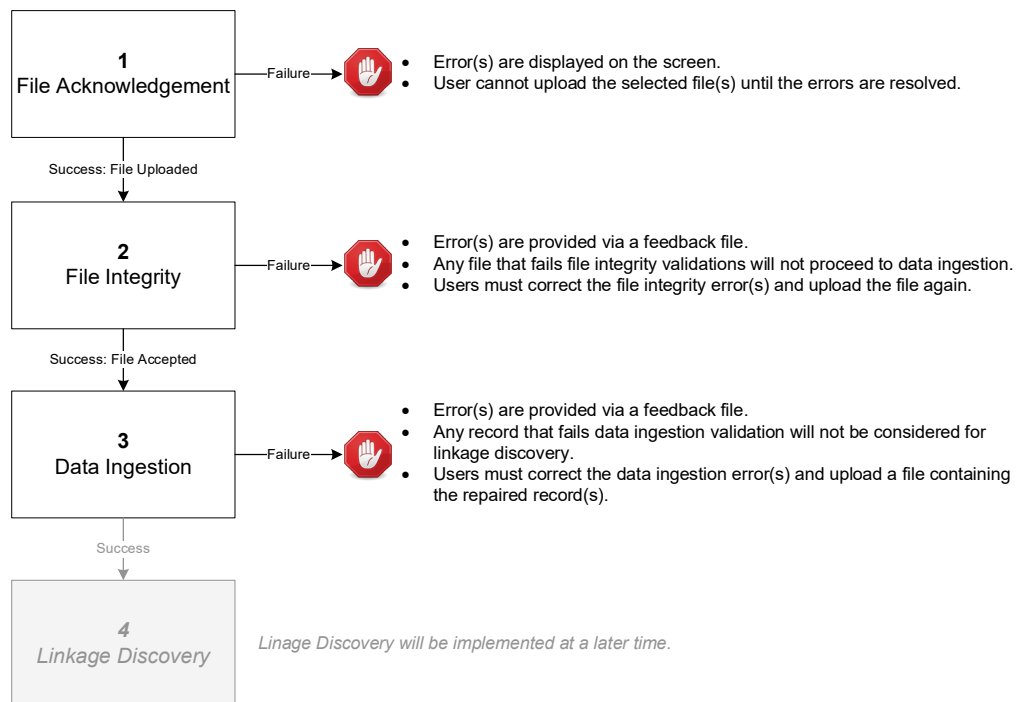 1
File Acknowledgement
Failure
• Error(s) are displayed on the screen.
• User cannot upload the selected file(s) until the errors are resolved.
Success: File Uploaded
2
File Integrity
Failure
• Error(s) are provided via a feedback file.
• Any file that fails file integrity validations will not proceed to data ingestion.
• Users must correct the file integrity error(s) and upload the file again.
Success: File Accepted
3
Data Ingestion
Failure
• Error(s) are provided via a feedback file.
• Any record that fails data ingestion validation will not be considered for
linkage discovery.
• Users must correct the data ingestion error(s) and upload a file containing
the repaired record(s).
Success
4
Linkage Discovery
Linage Discovery will be implemented at a later time.